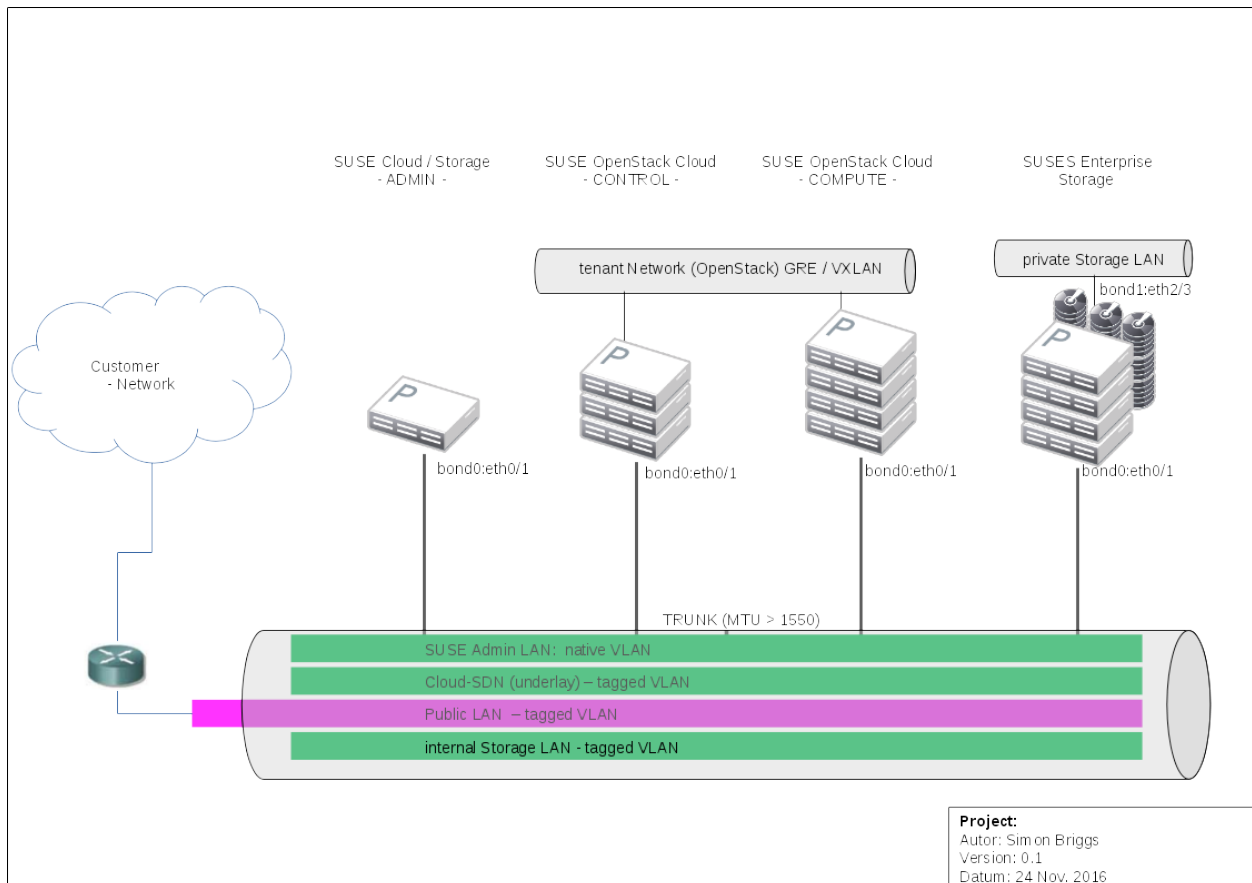 SUSE Cloud / Storage
- ADMIN -
SUSE OpenStack Cloud
- CONTROL -
SUSE OpenStack Cloud
- COMPUTE -
SUSES Enterprise
Storage
tenant Network (OpenStack) GRE / VXLAN
private Storage LAN
bond1:eth2/3
Customer
- Network
P
P
P
P
bond0:eth0/1
bond0:eth0/1
bond0:eth0/1
bond0:eth0/1
TRUNK (MTU > 1550)
SUSE Admin LAN: native VLAN
Cloud-SDN (underlay) – tagged VLAN
Public LAN – tagged VLAN
internal Storage LAN - tagged VLAN
Project:
Autor: Simon Briggs
Version: 0.1
Datum: 24 Nov. 2016